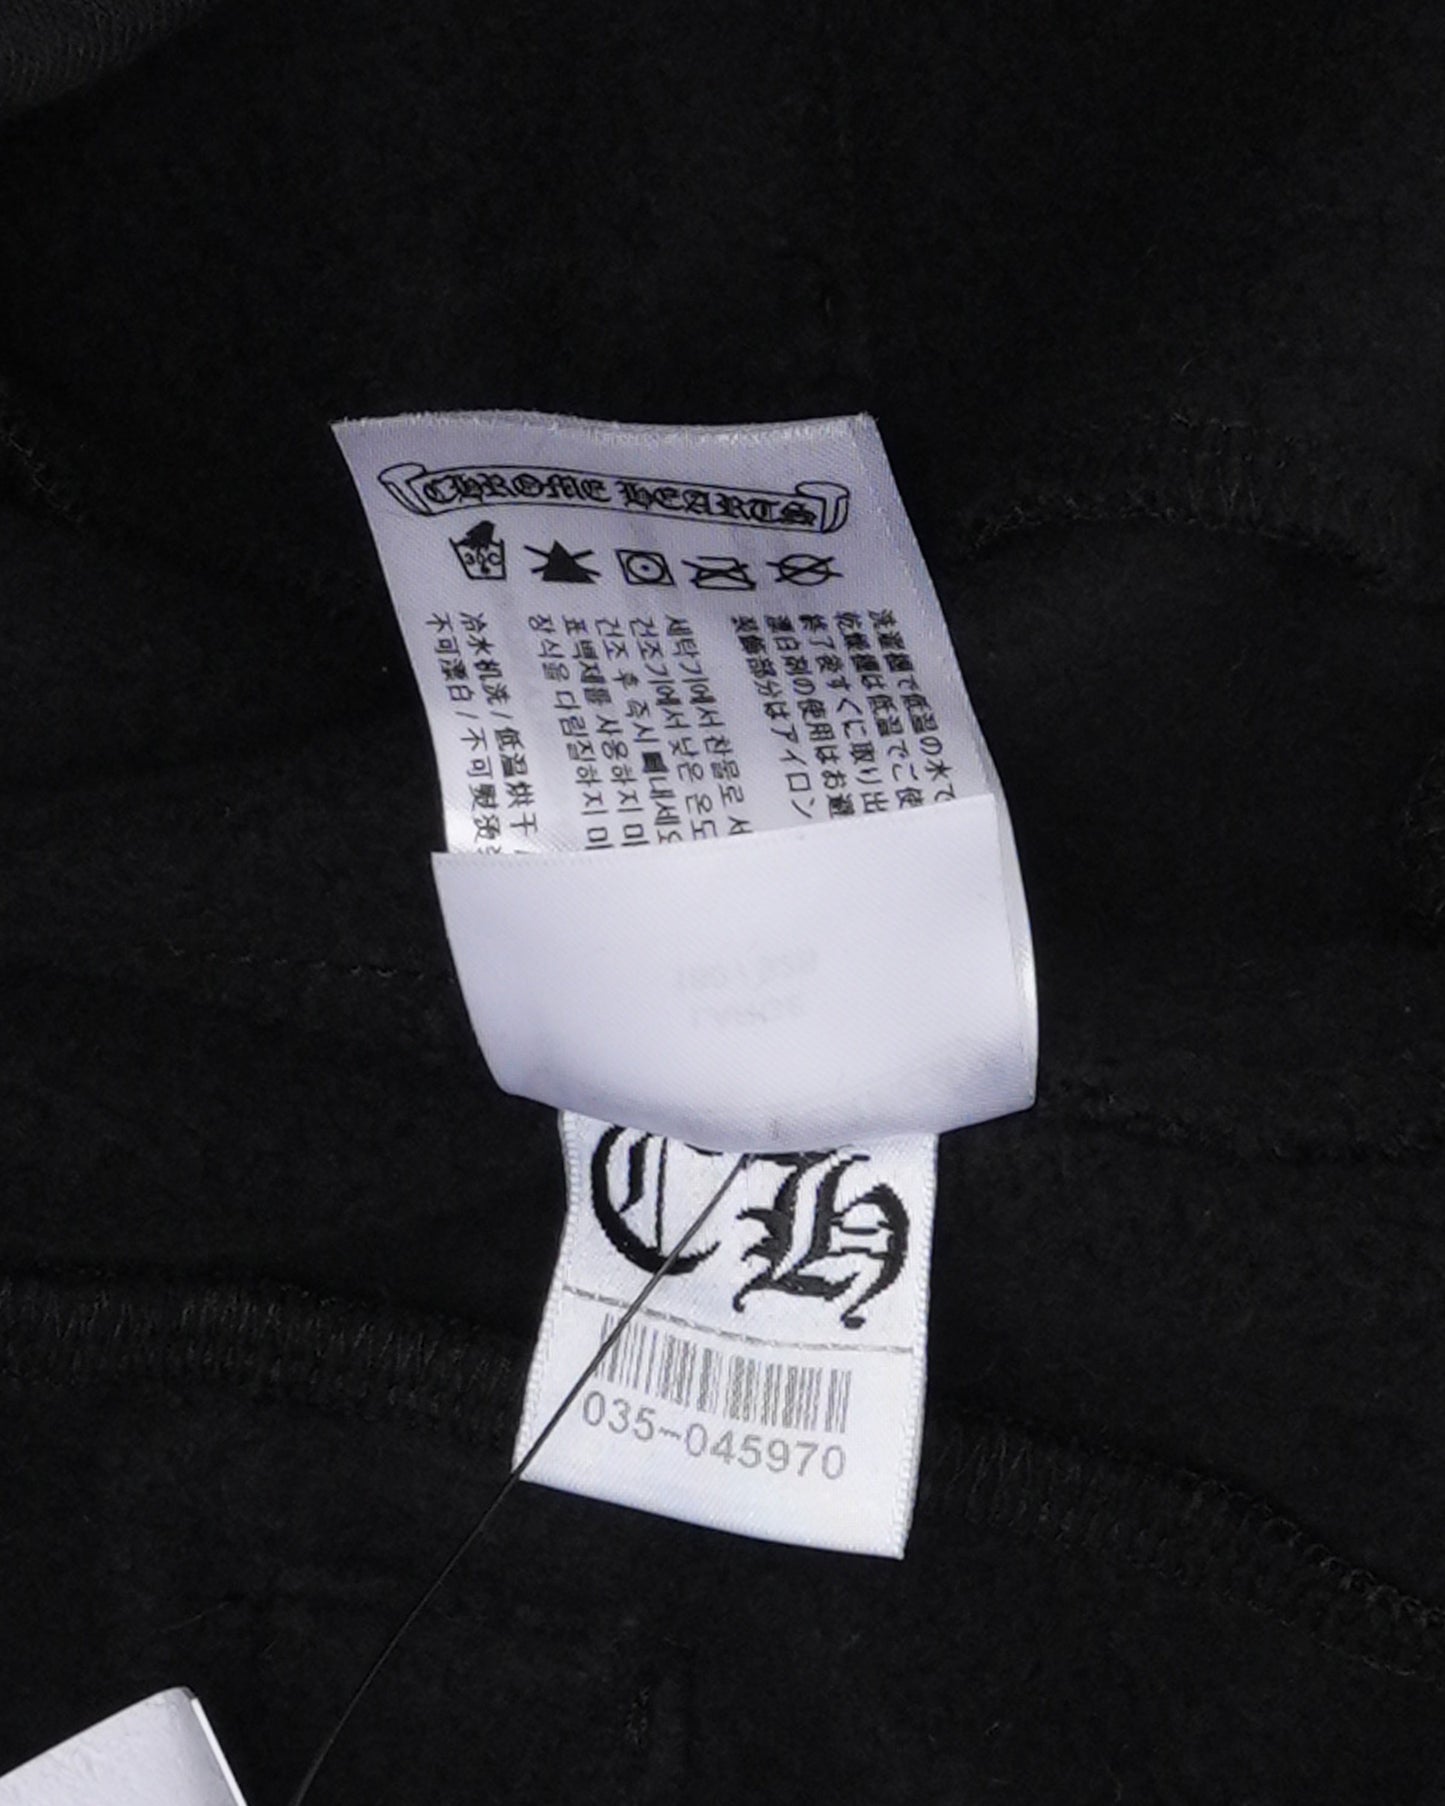 CHROME HEARTS
30C
洗濯機で低温の水で
乾燥機は低温でご使
終了後すぐに取り出
漂白剤の使用はお避
装飾部分はアイロン
세탁기에서 찬물로 서
건조기에서 낮은 온도
건조 후 즉시 빼내세오
표백제를 사용하지 마
장식을 다림질하지 마
冷水机洗 / 低温烘干 /
不可漂白 / 不可熨烫
CH
035-045970